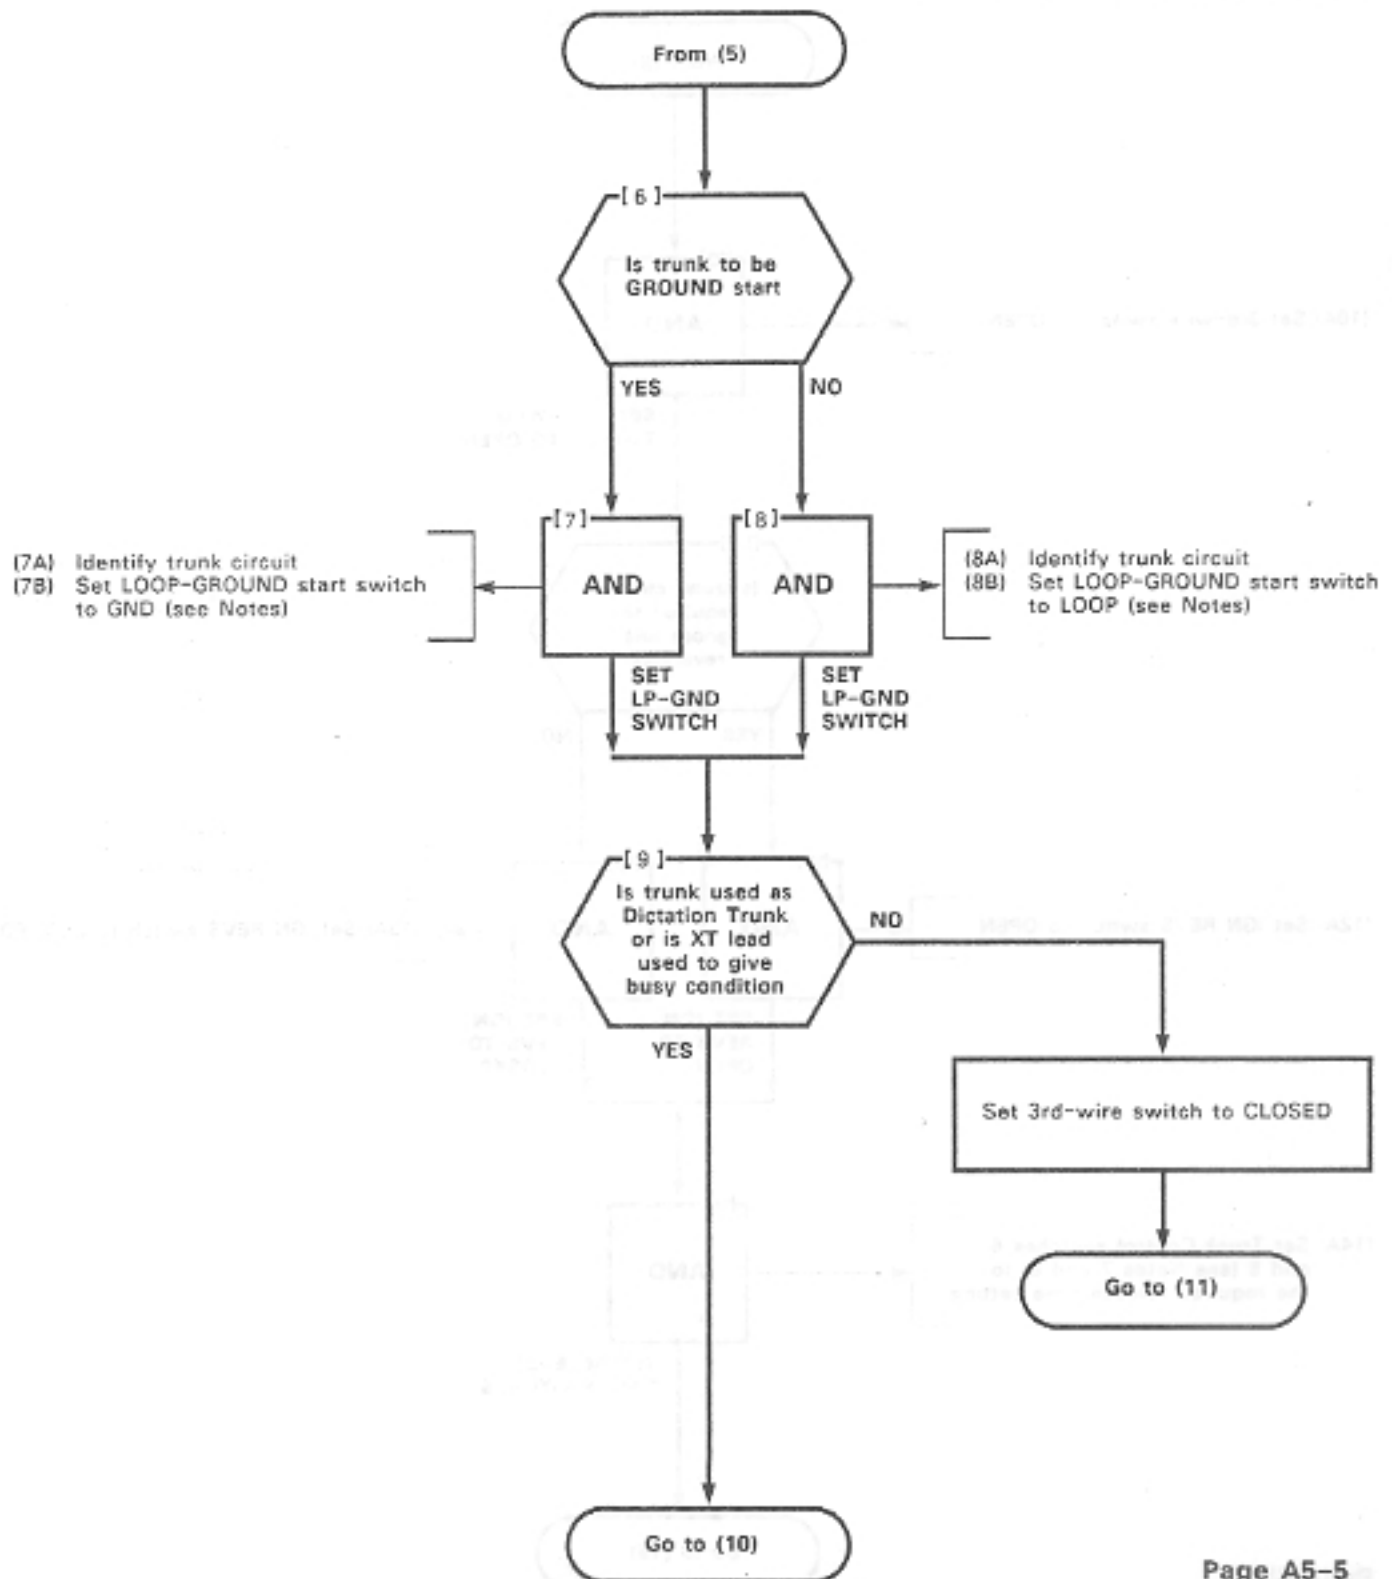 From (5)
[6]
Is trunk to be
GROUND start
YES
NO
[7]
[8]
(7A) Identify trunk circuit
(7B) Set LOOP-GROUND start switch
to GND (see Notes)
AND
AND
(8A) Identify trunk circuit
(8B) Set LOOP-GROUND start switch
to LOOP (see Notes)
SET
LP-GND
SWITCH
SET
LP-GND
SWITCH
[9]
Is trunk used as
Dictation Trunk
or is XT lead
used to give
busy condition
NO
YES
Set 3rd-wire switch to CLOSED
Go to (11)
Go to (10)
Page A5-5